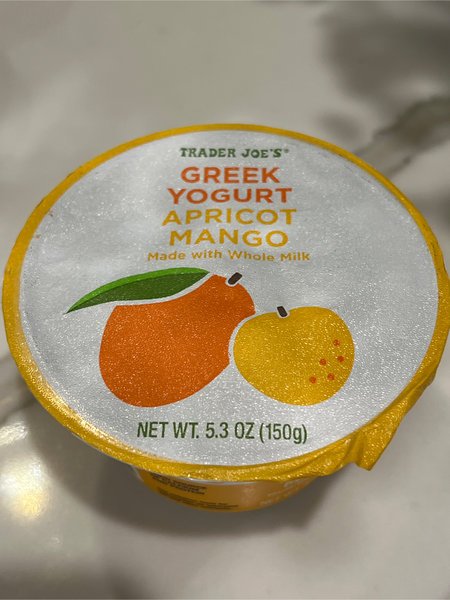 TRADER JOE'S®
GREEK
YOGURT
APRICOT
MANGO
Made with Whole Milk
NET WT. 5.3 OZ (150g)